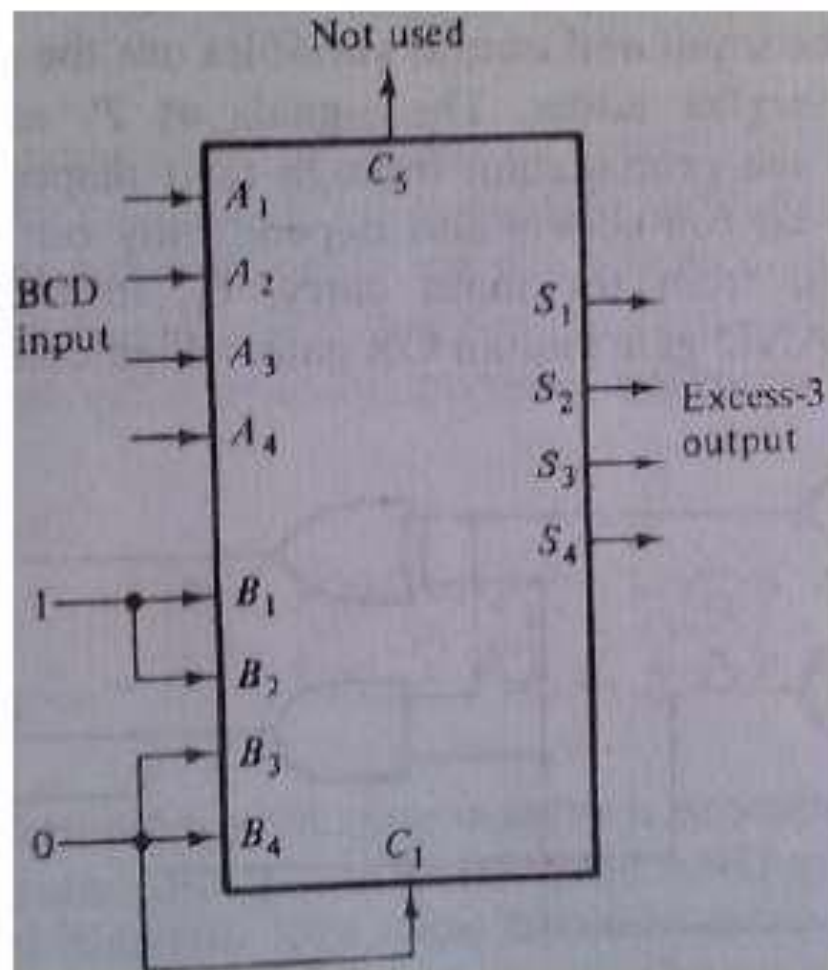 Not used
C5
A1
A2
BCD
input
A3
A4
S1
S2
Excess-3
output
S3
S4
1
B1
B2
B3
0
B4
C1